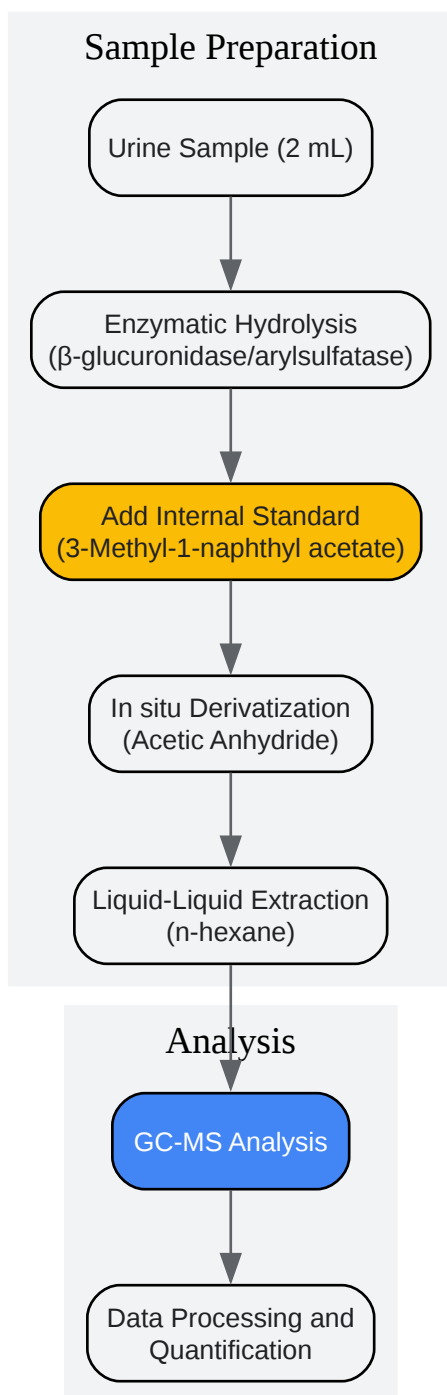 Sample Preparation
Urine Sample (2 mL)
Enzymatic Hydrolysis
(β-glucuronidase/arylsulfatase)
Add Internal Standard
(3-Methyl-1-naphthyl acetate)
In situ Derivatization
(Acetic Anhydride)
Liquid-Liquid Extraction
(n-hexane)
Analysis
GC-MS Analysis
Data Processing and
Quantification